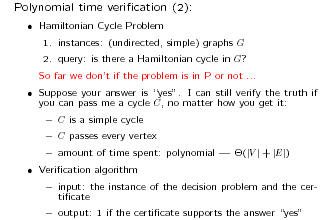 Polynomial time verification (2):
• Hamiltonian Cycle Problem
1. instances: (undirected, simple) graphs G
2. query: is there a Hamiltonian cycle in G?
So far we don't if the problem is in P or not ...
• Suppose your answer is "yes". I can still verify the truth if
you can pass me a cycle C, no matter how you get it:
– C is a simple cycle
– C passes every vertex
– amount of time spent: polynomial — Θ(|V| + |E|)
• Verification algorithm
– input: the instance of the decision problem and the cer-
tificate
– output: 1 if the certificate supports the answer "yes"